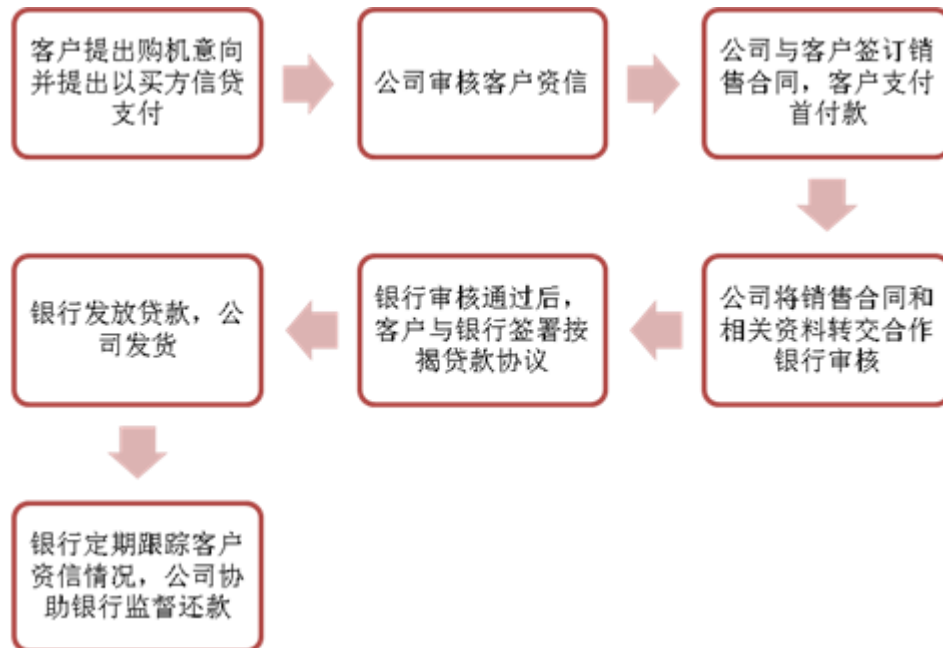 客户提出购机意向
并提出以买方信贷
支付
公司审核客户资信
公司与客户签订销
售合同，客户支付
首付款
公司将销售合同和
相关资料转交合作
银行审核
银行审核通过后，
客户与银行签署按
揭贷款协议
银行发放贷款，公
司发货
银行定期跟踪客户
资信情况，公司协
助银行监督还款